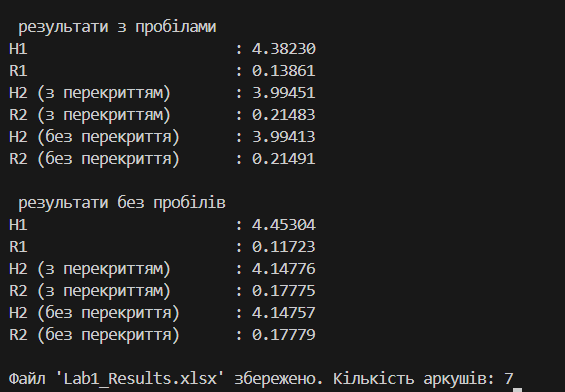 результати з пробілами
H1 : 4.38230
R1 : 0.13861
H2 (з перекриттям) : 3.99451
R2 (з перекриттям) : 0.21483
H2 (без перекриття) : 3.99413
R2 (без перекриття) : 0.21491
результати без пробілів
H1 : 4.45304
R1 : 0.11723
H2 (з перекриттям) : 4.14776
R2 (з перекриттям) : 0.17775
H2 (без перекриття) : 4.14757
R2 (без перекриття) : 0.17779
Файл 'Lab1_Results.xlsx' збережено. Кількість аркушів: 7